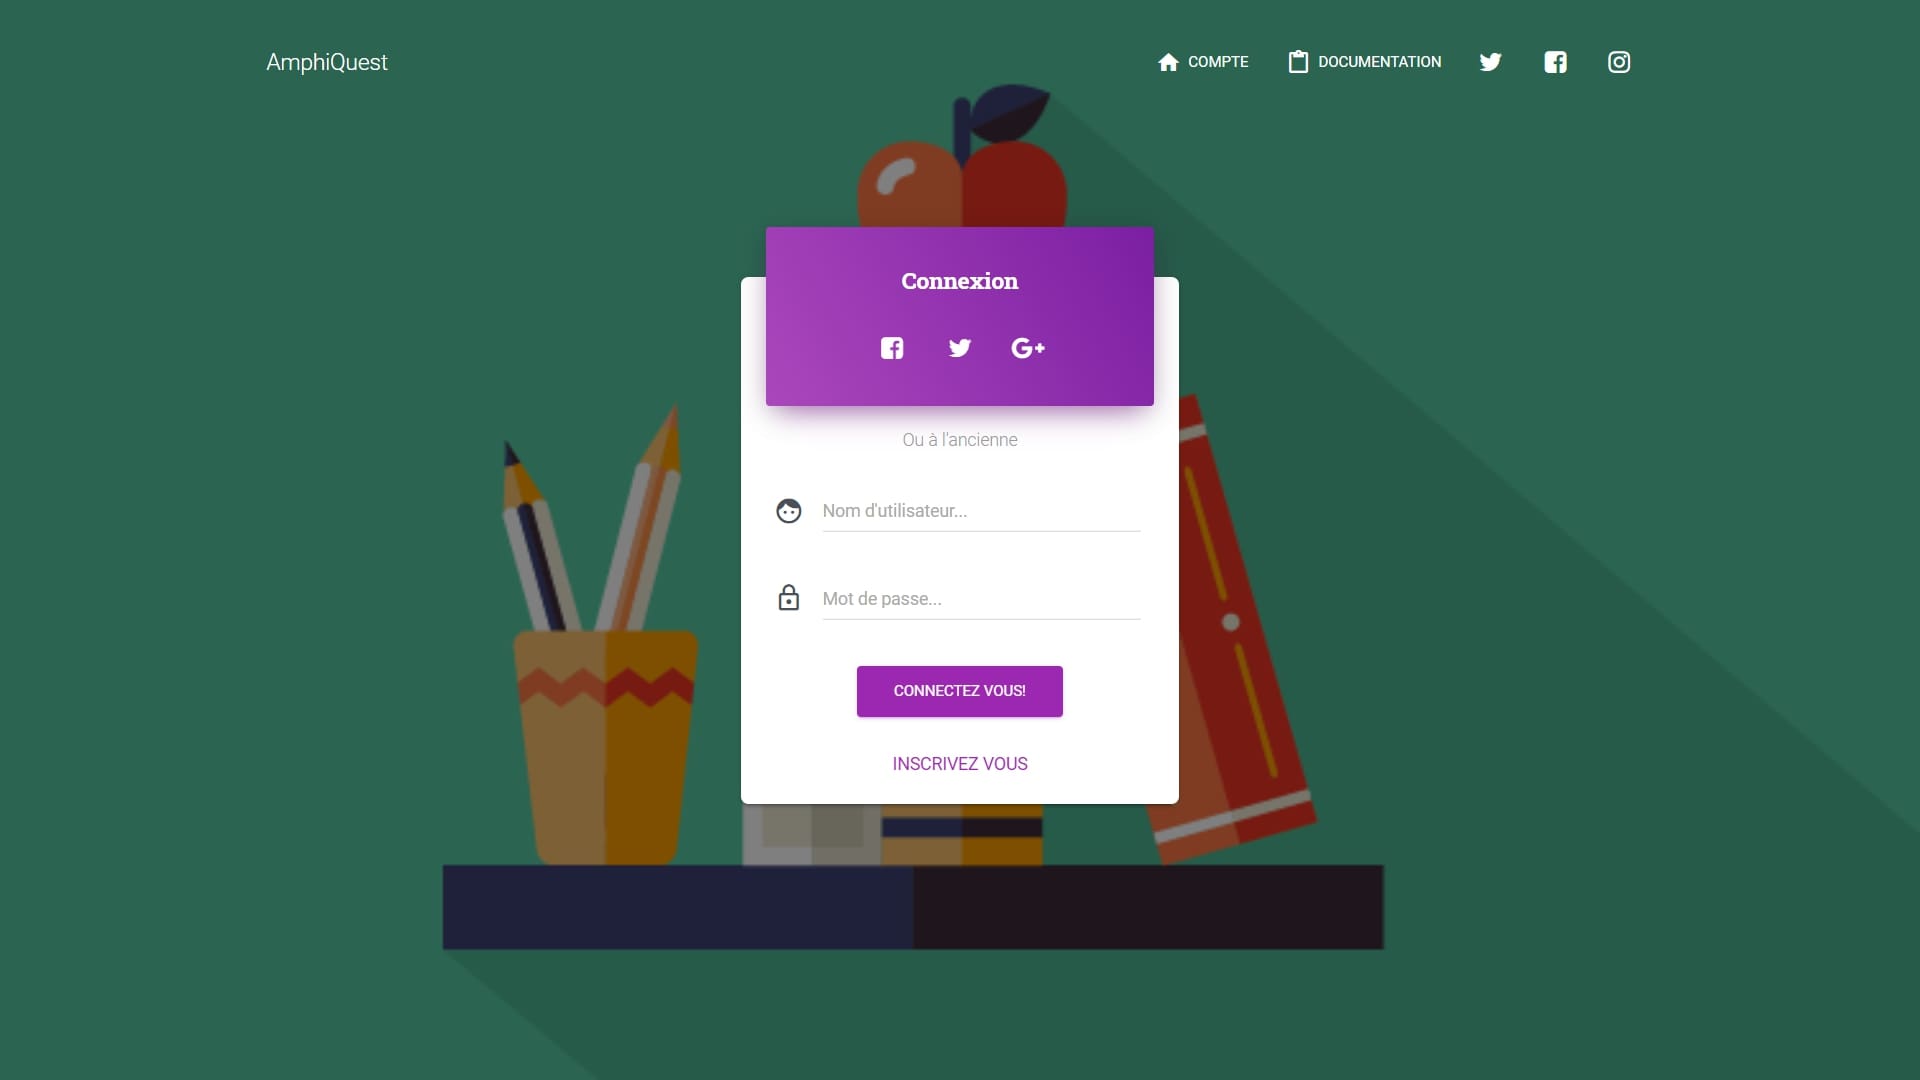 AmphiQuest
COMPTE
DOCUMENTATION
Connexion
G+
Ou à l'ancienne
Nom d'utilisateur...
Mot de passe...
CONNECTEZ VOUS!
INSCRIVEZ VOUS